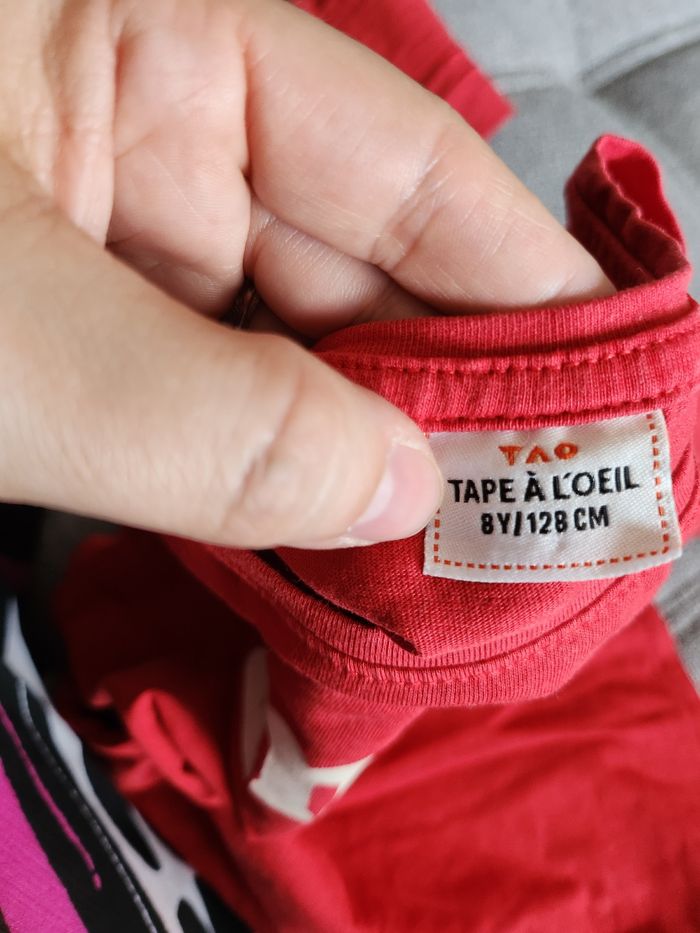 TAO
TAPE À L'OEIL
8Y/128 CM